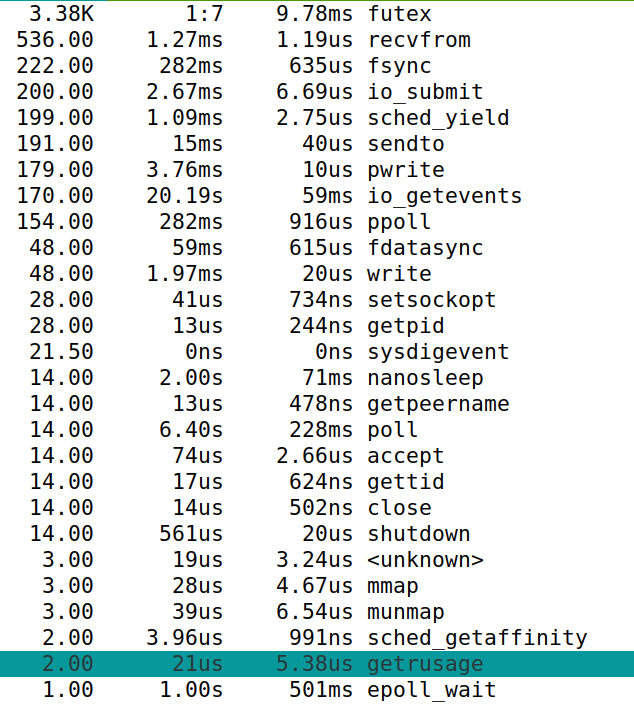 3.38K 1:7 9.78ms futex
536.00 1.27ms 1.19us recvfrom
222.00 282ms 635us fsync
200.00 2.67ms 6.69us io_submit
199.00 1.09ms 2.75us sched_yield
191.00 15ms 40us sendto
179.00 3.76ms 10us pwrite
170.00 20.19s 59ms io_getevents
154.00 282ms 916us ppoll
48.00 59ms 615us fdatasync
48.00 1.97ms 20us write
28.00 41us 734ns setsockopt
28.00 13us 244ns getpid
21.50 0ns 0ns sysdigevent
14.00 2.00s 71ms nanosleep
14.00 13us 478ns getpeername
14.00 6.40s 228ms poll
14.00 74us 2.66us accept
14.00 17us 624ns gettid
14.00 14us 502ns close
14.00 561us 20us shutdown
3.00 19us 3.24us <unknown>
3.00 28us 4.67us mmap
3.00 39us 6.54us munmap
2.00 3.96us 991ns sched_getaffinity
2.00 21us 5.38us getrusage
1.00 1.00s 501ms epoll_wait